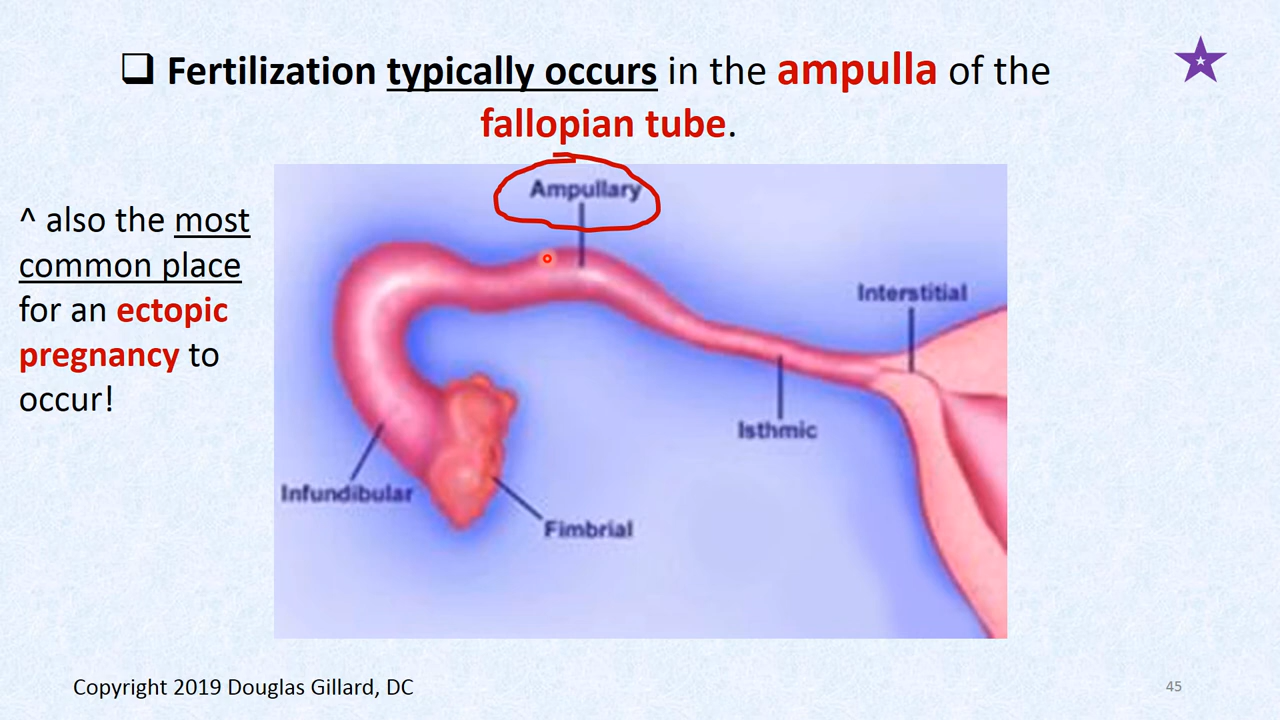 ❑ Fertilization typically occurs in the ampulla of the
fallopian tube.
^ also the most
common place
for an ectopic
pregnancy to
occur!
Ampullary
Interstitial
Isthmic
Infundibular
Fimbrial
Copyright 2019 Douglas Gillard, DC
45